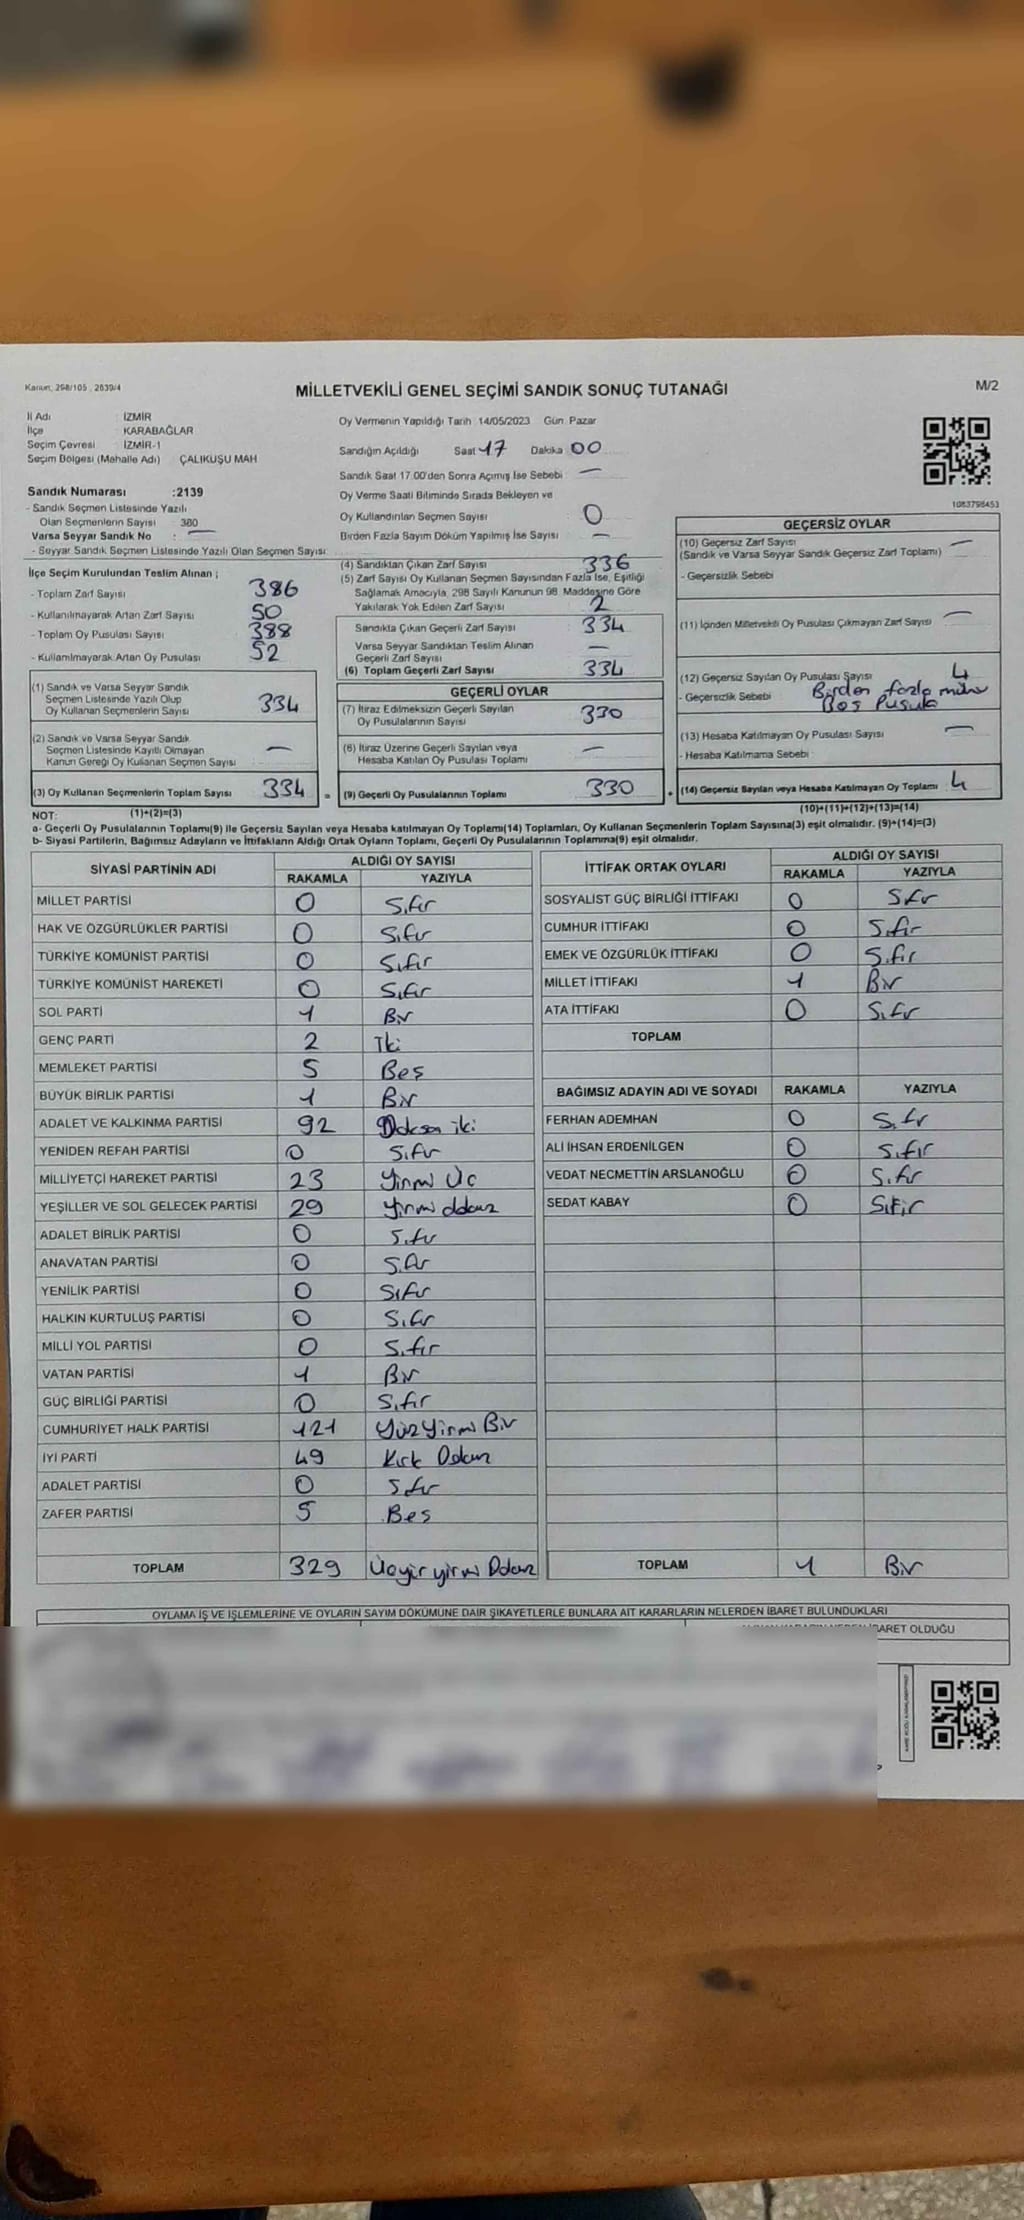 Kanun, 298/105 , 2839/4
MİLLETVEKİLİ GENEL SEÇİMİ SANDIK SONUÇ TUTANAĞI
M/2
İl Adı : İZMİR
İlçe : KARABAĞLAR
Seçim Çevresi : İZMİR-1
Seçim Bölgesi (Mahalle Adı) ÇALIKUŞU MAH
Sandık Numarası :2139
- Sandık Seçmen Listesinde Yazılı
Olan Seçmenlerin Sayısı 380
Varsa Seyyar Sandık No : —
- Seyyar Sandık Seçmen Listesinde Yazılı Olan Seçmen Sayısı:
İlçe Seçim Kurulundan Teslim Alınan ;
- Toplam Zarf Sayısı 386
- Kullanılmayarak Artan Zarf Sayısı 50
- Toplam Oy Pusulası Sayısı 388
- Kullanılmayarak Artan Oy Pusulası 52
(1) Sandık ve Varsa Seyyar Sandık
Seçmen Listesinde Yazılı Olup
Oy Kullanan Seçmenlerin Sayısı 334
(2) Sandık ve Varsa Seyyar Sandık
Seçmen Listesinde Kayıtlı Olmayan
Kanun Gereği Oy Kullanan Seçmen Sayısı —
(3) Oy Kullanan Seçmenlerin Toplam Sayısı 334 =
Oy Vermenin Yapıldığı Tarih 14/05/2023 Gün Pazar
Sandığın Açıldığı Saat 17 Dakika 00
Sandık Saat 17.00'den Sonra Açımış İse Sebebi —
Oy Verme Saati Bitiminde Sırada Bekleyen ve
Oy Kullandırılan Seçmen Sayısı 0
Birden Fazla Sayım Döküm Yapılmış İse Sayısı —
(4) Sandıktan Çıkan Zarf Sayısı 336
(5) Zarf Sayısı Oy Kullanan Seçmen Sayısından Fazla İse, Eşitliği
Sağlamak Amacıyla, 298 Sayılı Kanunun 98. Maddesine Göre
Yakılarak Yok Edilen Zarf Sayısı 2
Sandıkta Çıkan Geçerli Zarf Sayısı 334
Varsa Seyyar Sandıktan Teslim Alınan
Geçerli Zarf Sayısı —
(6) Toplam Geçerli Zarf Sayısı 334
GEÇERLİ OYLAR
(7) İtiraz Edilmeksizin Geçerli Sayılan
Oy Pusulalarının Sayısı 330
(8) İtiraz Üzerine Geçerli Sayılan veya
Hesaba Katılan Oy Pusulası Toplamı —
(9) Geçerli Oy Pusulalarının Toplamı 330 +
1083798453
GEÇERSİZ OYLAR
(10) Geçersiz Zarf Sayısı —
(Sandık ve Varsa Seyyar Sandık Geçersiz Zarf Toplamı)
- Geçersizlik Sebebi
(11) İçinden Milletvekili Oy Pusulası Çıkmayan Zarf Sayısı —
(12) Geçersiz Sayılan Oy Pusulası Sayısı 4
- Geçersizlik Sebebi Birden fazla mühür
Boş Pusula
(13) Hesaba Katılmayan Oy Pusulası Sayısı —
- Hesaba Katılmama Sebebi
(14) Geçersiz Sayılan veya Hesaba Katılmayan Oy Toplamı 4
NOT: (1)+(2)=(3)
(10)+(11)+(12)+(13)=(14)
a- Geçerli Oy Pusulalarının Toplamı(9) ile Geçersiz Sayılan veya Hesaba katılmayan Oy Toplamı(14) Toplamları, Oy Kullanan Seçmenlerin Toplam Sayısına(3) eşit olmalıdır. (9)+(14)=(3)
b- Siyasi Partilerin, Bağımsız Adayların ve İttifakların Aldığı Ortak Oyların Toplamı, Geçerli Oy Pusulalarının Toplamına(9) eşit olmalıdır.
SİYASİ PARTİNİN ADI ALDIĞI OY SAYISI
RAKAMLA YAZIYLA
MİLLET PARTİSİ 0 Sıfır
HAK VE ÖZGÜRLÜKLER PARTİSİ 0 Sıfır
TÜRKİYE KOMÜNİST PARTİSİ 0 Sıfır
TÜRKİYE KOMÜNİST HAREKETİ 0 Sıfır
SOL PARTİ 1 Bir
GENÇ PARTİ 2 İki
MEMLEKET PARTİSİ 5 Beş
BÜYÜK BİRLİK PARTİSİ 1 Bir
ADALET VE KALKINMA PARTİSİ 92 Doksan iki
YENİDEN REFAH PARTİSİ 0 Sıfır
MİLLİYETÇİ HAREKET PARTİSİ 23 Yirmi Üç
YEŞİLLER VE SOL GELECEK PARTİSİ 29 Yirmi dokuz
ADALET BİRLİK PARTİSİ 0 Sıfır
ANAVATAN PARTİSİ 0 Sıfır
YENİLİK PARTİSİ 0 Sıfır
HALKIN KURTULUŞ PARTİSİ 0 Sıfır
MİLLİ YOL PARTİSİ 0 Sıfır
VATAN PARTİSİ 1 Bir
GÜÇ BİRLİĞİ PARTİSİ 0 Sıfır
CUMHURİYET HALK PARTİSİ 121 Yüz Yirmi Bir
İYİ PARTİ 49 Kırk Dokuz
ADALET PARTİSİ 0 Sıfır
ZAFER PARTİSİ 5 Beş
TOPLAM 329 Üçyüz yirmi Dokuz
İTTİFAK ORTAK OYLARI ALDIĞI OY SAYISI
RAKAMLA YAZIYLA
SOSYALİST GÜÇ BİRLİĞİ İTTİFAKI 0 Sıfır
CUMHUR İTTİFAKI 0 Sıfır
EMEK VE ÖZGÜRLÜK İTTİFAKI 0 Sıfır
MİLLET İTTİFAKI 1 Bir
ATA İTTİFAKI 0 Sıfır
TOPLAM
BAĞIMSIZ ADAYIN ADI VE SOYADI RAKAMLA YAZIYLA
FERHAN ADEMHAN 0 Sıfır
ALİ İHSAN ERDENİLGEN 0 Sıfır
VEDAT NECMETTİN ARSLANOĞLU 0 Sıfır
SEDAT KABAY 0 Sıfır
TOPLAM 1 Bir
OYLAMA İŞ VE İŞLEMLERİNE VE OYLARIN SAYIM DÖKÜMÜNE DAİR ŞİKAYETLERLE BUNLARA AİT KARARLARIN NELERDEN İBARET BULUNDUKLARI
OLDUĞU